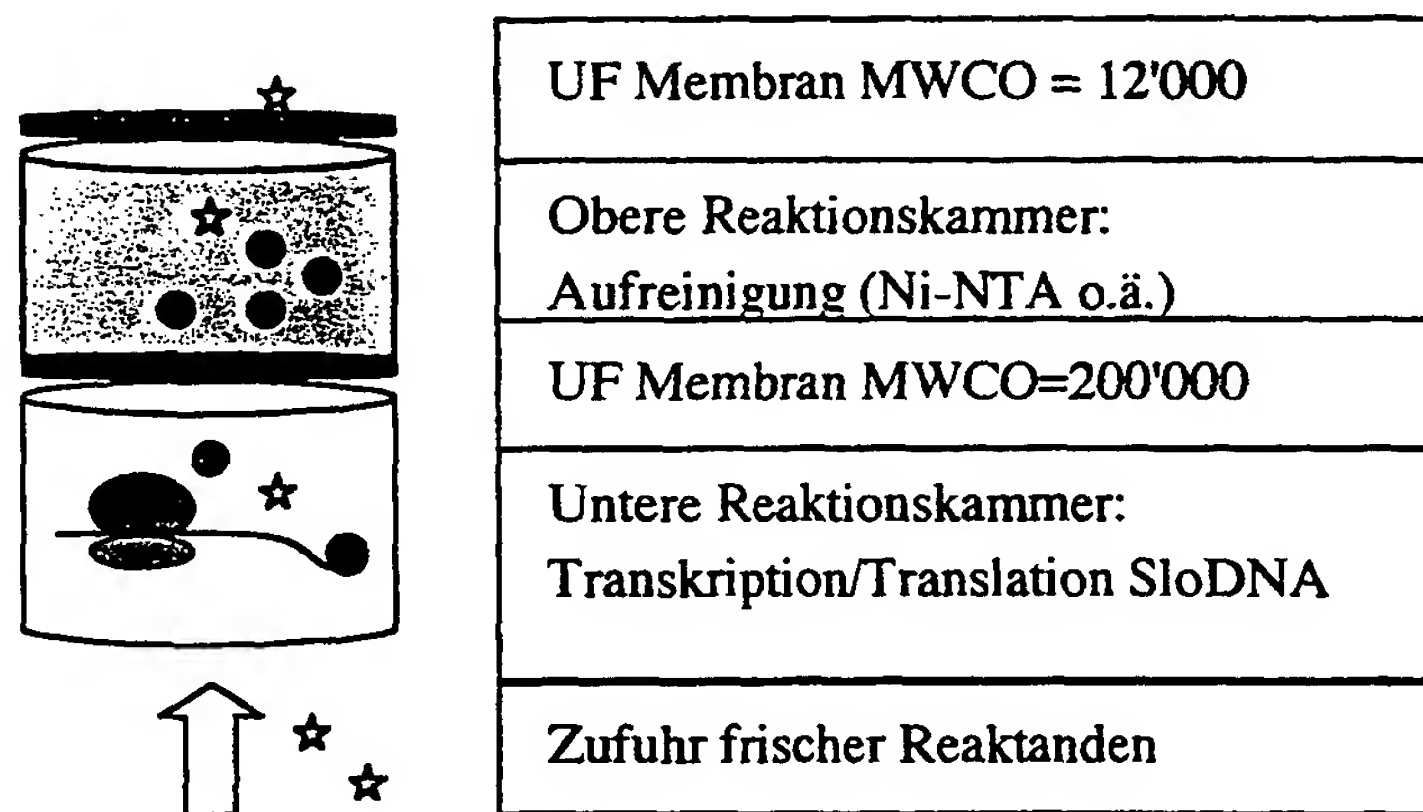 UF Membran MWCO = 12'000
Obere Reaktionskammer:
Aufreinigung (Ni-NTA o.ä.)
UF Membran MWCO=200'000
Untere Reaktionskammer:
Transkription/Translation SloDNA
Zufuhr frischer Reaktanden